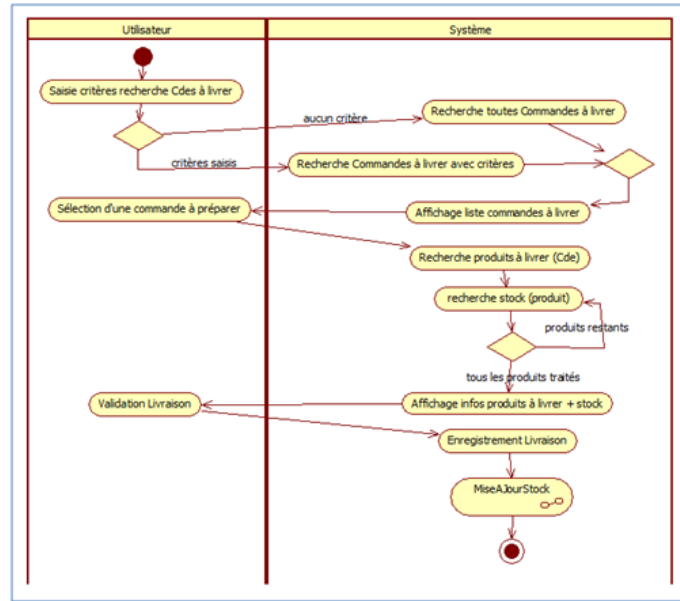 Utilisateur
Système
Saisie critères recherche Cdes à livrer
aucun critère
Recherche toutes Commandes à livrer
critères saisis
Recherche Commandes à livrer avec critères
Sélection d'une commande à préparer
Affichage liste commandes à livrer
Recherche produits à livrer (Cde)
recherche stock (produit)
produits restants
tous les produits traités
Validation Livraison
Affichage infos produits à livrer + stock
Enregistrement Livraison
MiseAJourStock